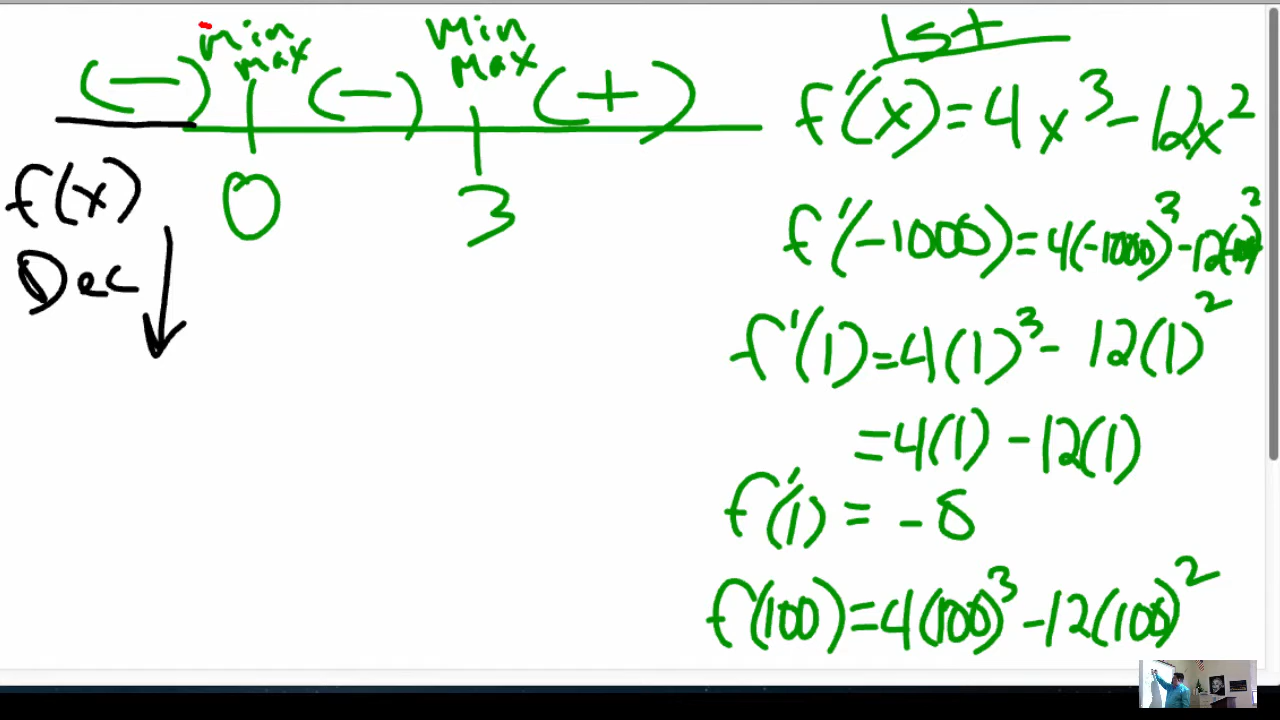 min min
max max
(−) (−) (+)
0 3
f(x)
Dec
1st
f'(x) = 4x³ − 12x²
f'(−1000) = 4(−1000)³ − 12( )²
f'(1) = 4(1)³ − 12(1)²
= 4(1) − 12(1)
f'(1) = −8
f'(100) = 4(100)³ − 12(100)²